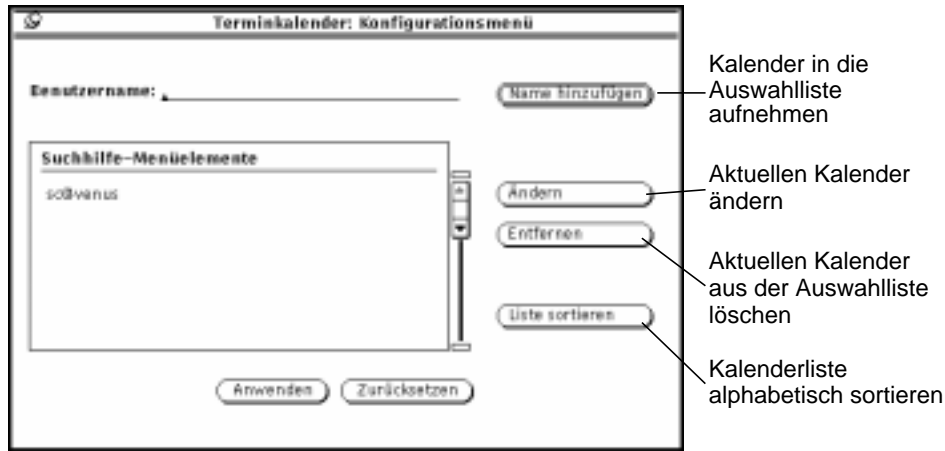 Terminkalender: Konfigurationsmenü
Benutzername:
Name hinzufügen
Kalender in die
Auswahlliste
aufnehmen
Suchhilfe-Menüelemente
sc@venus
Ändern
Aktuellen Kalender
ändern
Entfernen
Aktuellen Kalender
aus der Auswahlliste
löschen
Liste sortieren
Kalenderliste
alphabetisch sortieren
Anwenden
Zurücksetzen